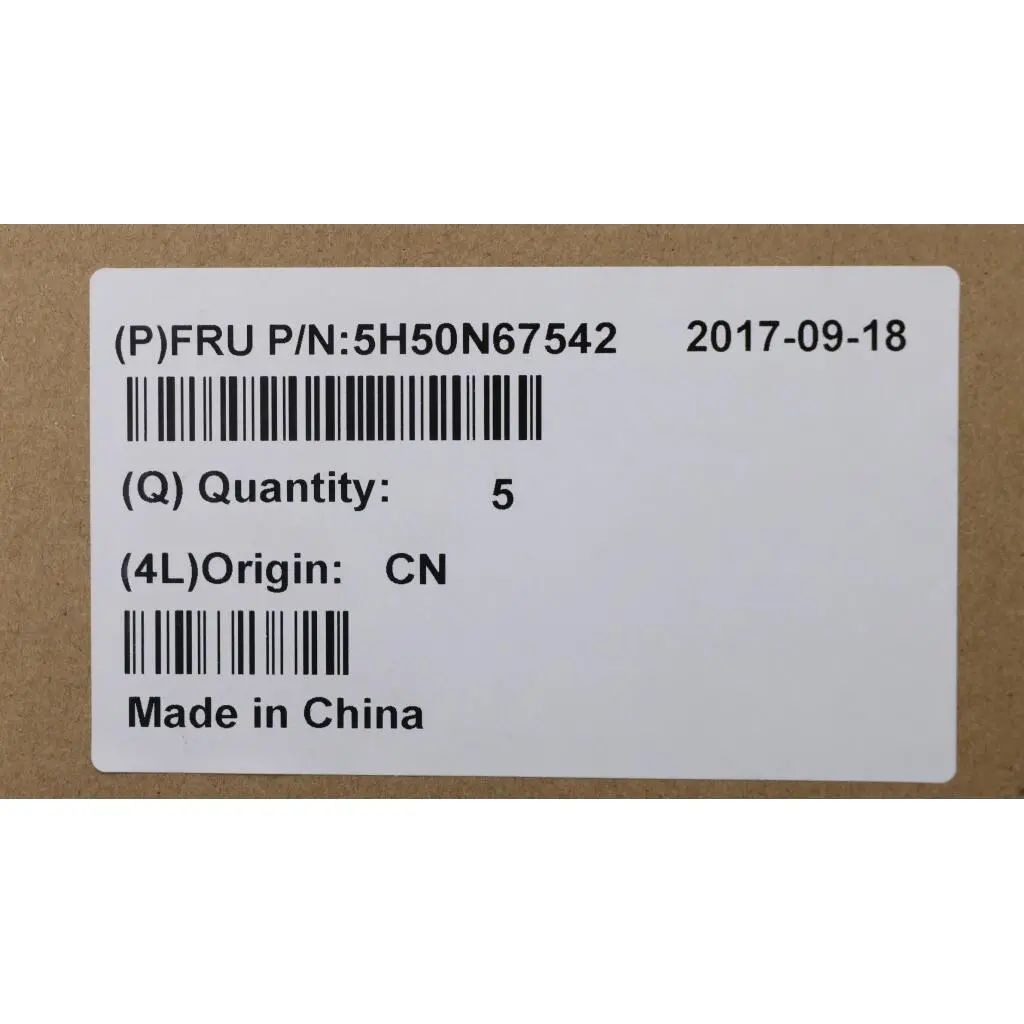 (P)FRU P/N:5H50N67542 2017-09-18
(Q) Quantity: 5
(4L)Origin: CN
Made in China